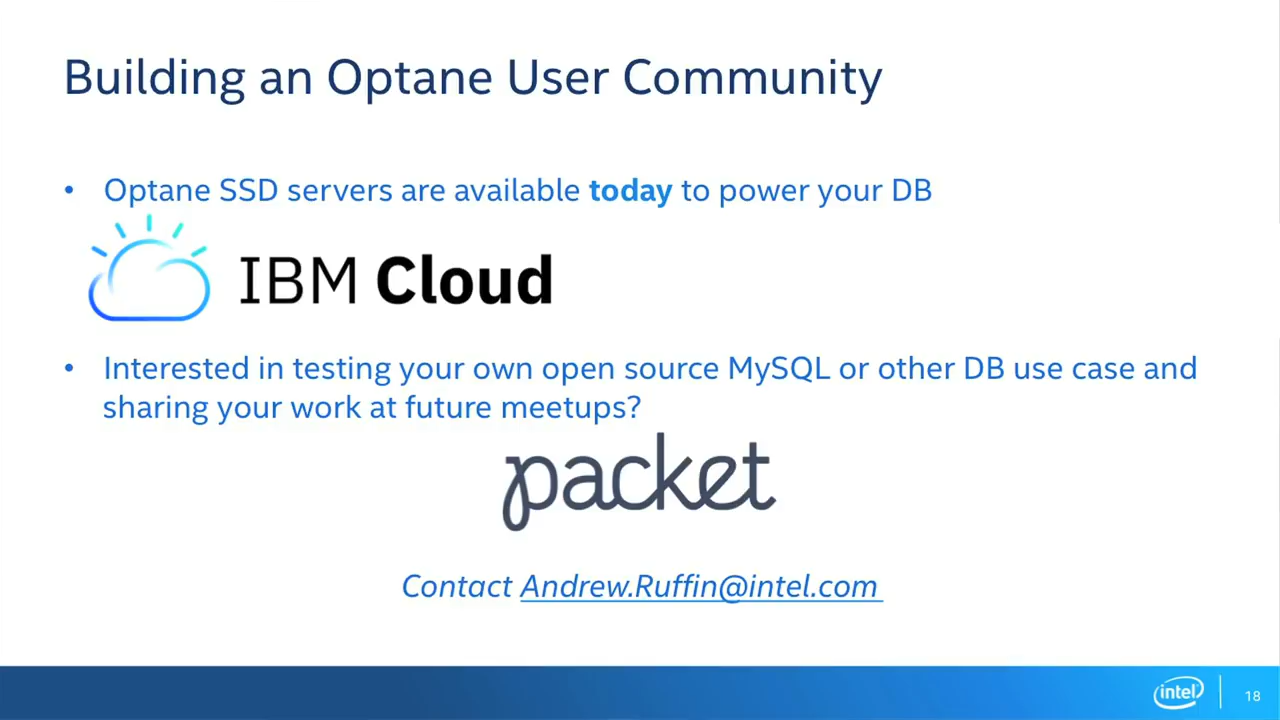 Building an Optane User Community
• Optane SSD servers are available today to power your DB
IBM Cloud
• Interested in testing your own open source MySQL or other DB use case and
sharing your work at future meetups?
packet
Contact Andrew.Ruffin@intel.com
intel
18